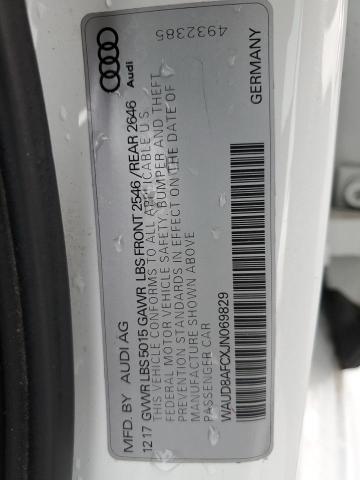 MFD. BY AUDI AG
12 17 GVWR LBS 5015 GAWR LBS FRONT 2546 /REAR 2646
THIS VEHICLE CONFORMS TO ALL APPLICABLE U.S.
FEDERAL MOTOR VEHICLE SAFETY, BUMPER AND THEFT
PREVENTION STANDARDS IN EFFECT ON THE DATE OF
MANUFACTURE SHOWN ABOVE.
PASSENGER CAR
WAUD8AFCXJN069829
GERMANY
Audi
4932385